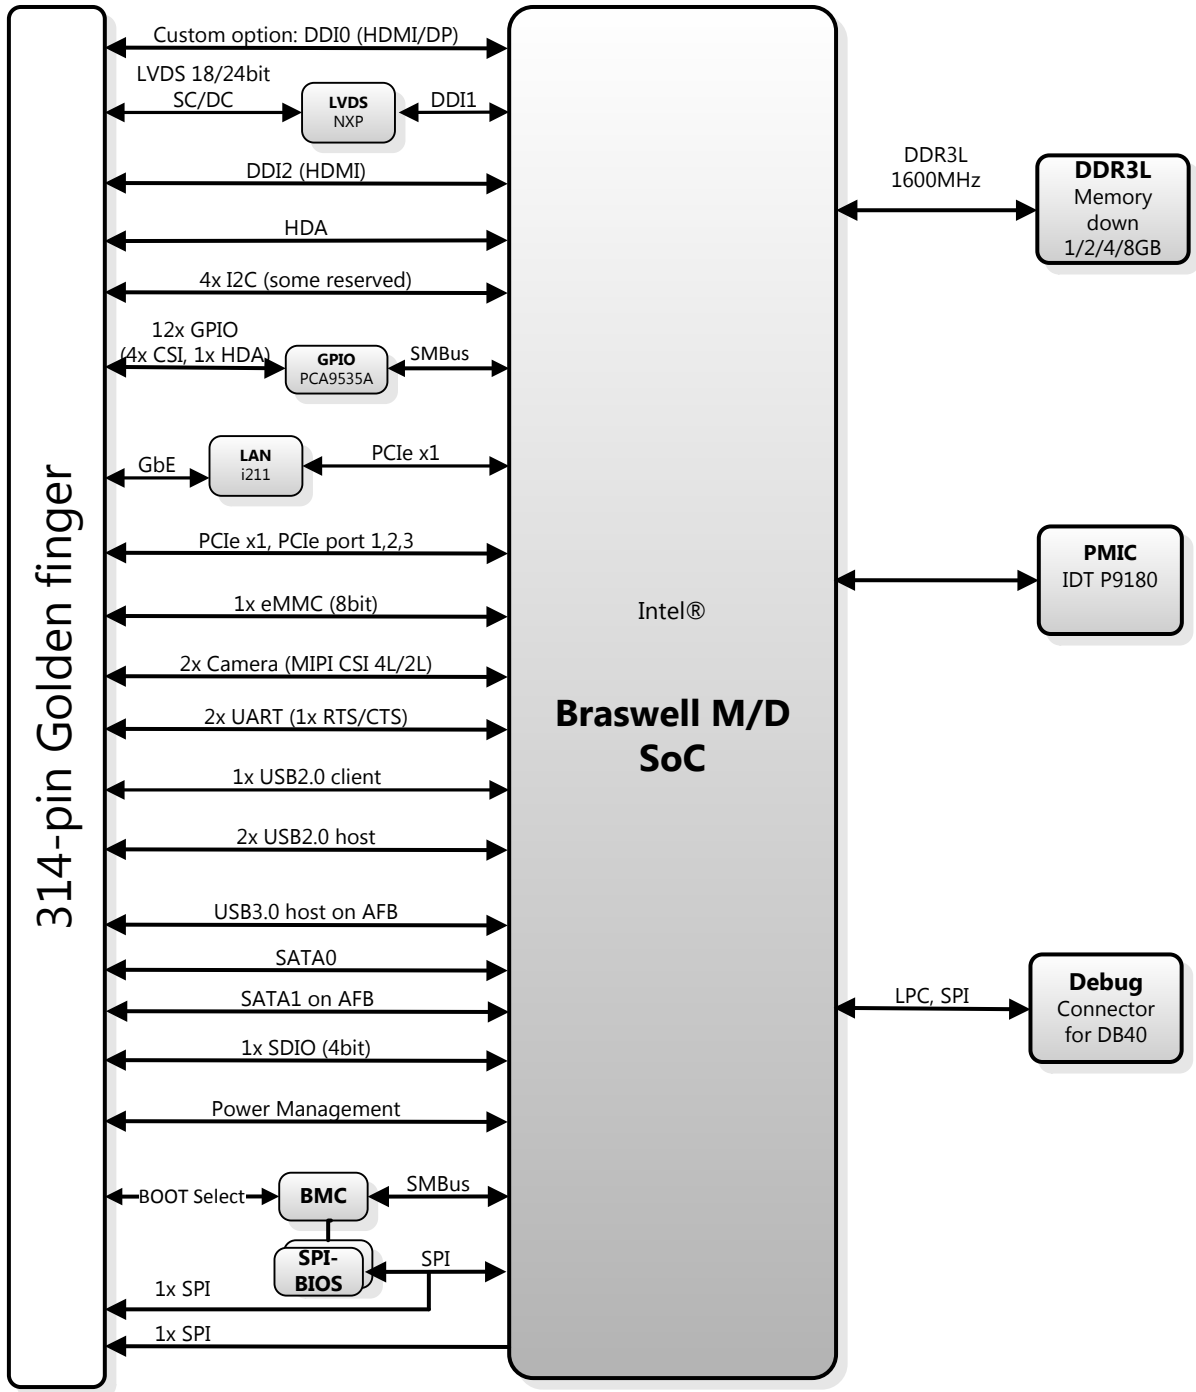 314-pin Golden finger
Custom option: DDI0 (HDMI/DP)
LVDS 18/24bit
SC/DC
LVDS
NXP
DDI1
DDI2 (HDMI)
HDA
4x I2C (some reserved)
12x GPIO
(4x CSI, 1x HDA)
GPIO
PCA9535A
SMBus
GbE
LAN
i211
PCIe x1
PCIe x1, PCIe port 1,2,3
1x eMMC (8bit)
2x Camera (MIPI CSI 4L/2L)
2x UART (1x RTS/CTS)
1x USB2.0 client
2x USB2.0 host
USB3.0 host on AFB
SATA0
SATA1 on AFB
1x SDIO (4bit)
Power Management
BOOT Select
BMC
SMBus
SPI-
BIOS
SPI
1x SPI
1x SPI
Intel®
Braswell M/D
SoC
DDR3L
1600MHz
DDR3L
Memory
down
1/2/4/8GB
PMIC
IDT P9180
LPC, SPI
Debug
Connector
for DB40